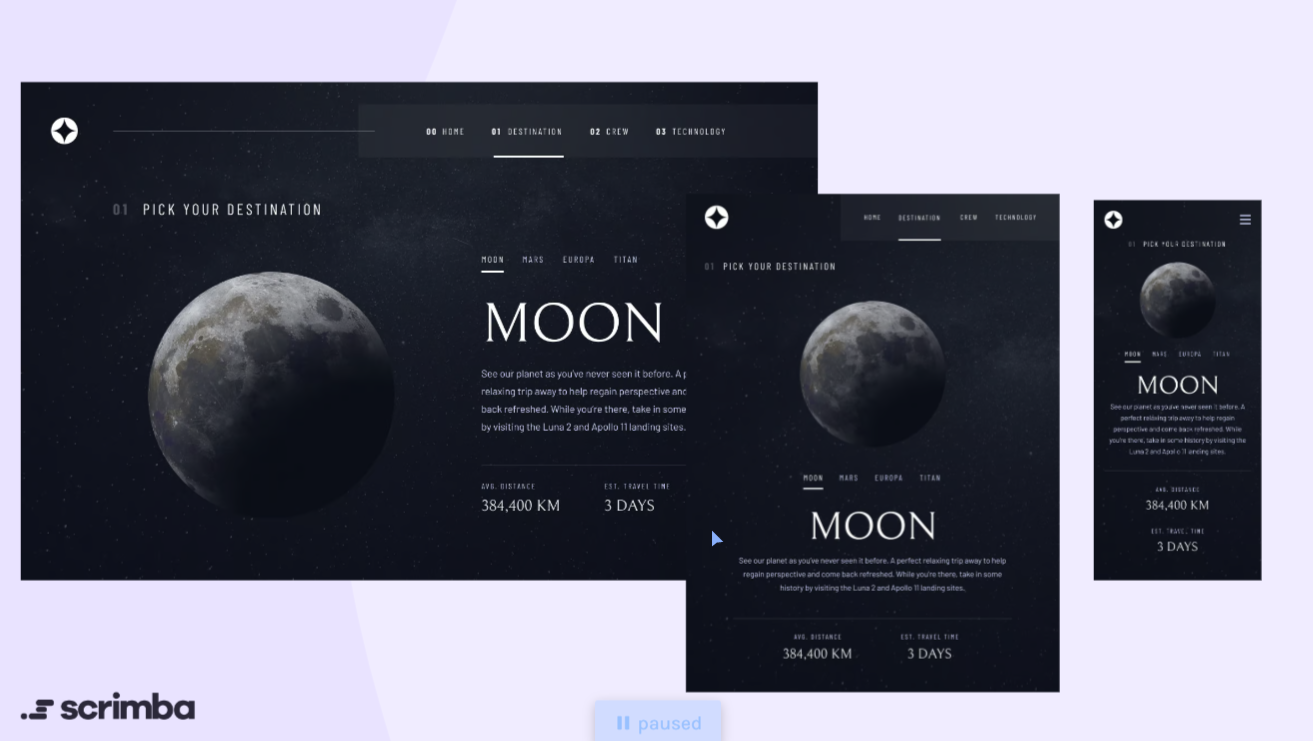 00 HOME 01 DESTINATION 02 CREW 03 TECHNOLOGY
01 PICK YOUR DESTINATION
MOON MARS EUROPA TITAN
MOON
See our planet as you've never seen it before. A p
relaxing trip away to help regain perspective and
back refreshed. While you're there, take in some
by visiting the Luna 2 and Apollo 11 landing sites.
AVG. DISTANCE EST. TRAVEL TIME
384,400 KM 3 DAYS
HOME DESTINATION CREW TECHNOLOGY
01 PICK YOUR DESTINATION
MOON MARS EUROPA TITAN
MOON
See our planet as you've never seen it before. A perfect relaxing trip away to help
regain perspective and come back refreshed. While you're there, take in some
history by visiting the Luna 2 and Apollo 11 landing sites.
AVG. DISTANCE EST. TRAVEL TIME
384,400 KM 3 DAYS
01 PICK YOUR DESTINATION
MOON MARS EUROPA TITAN
MOON
See our planet as you've never seen it before. A
perfect relaxing trip away to help regain
perspective and come back refreshed. While
you're there, take in some history by visiting the
Luna 2 and Apollo 11 landing sites.
AVG. DISTANCE
384,400 KM
EST. TRAVEL TIME
3 DAYS
scrimba
paused